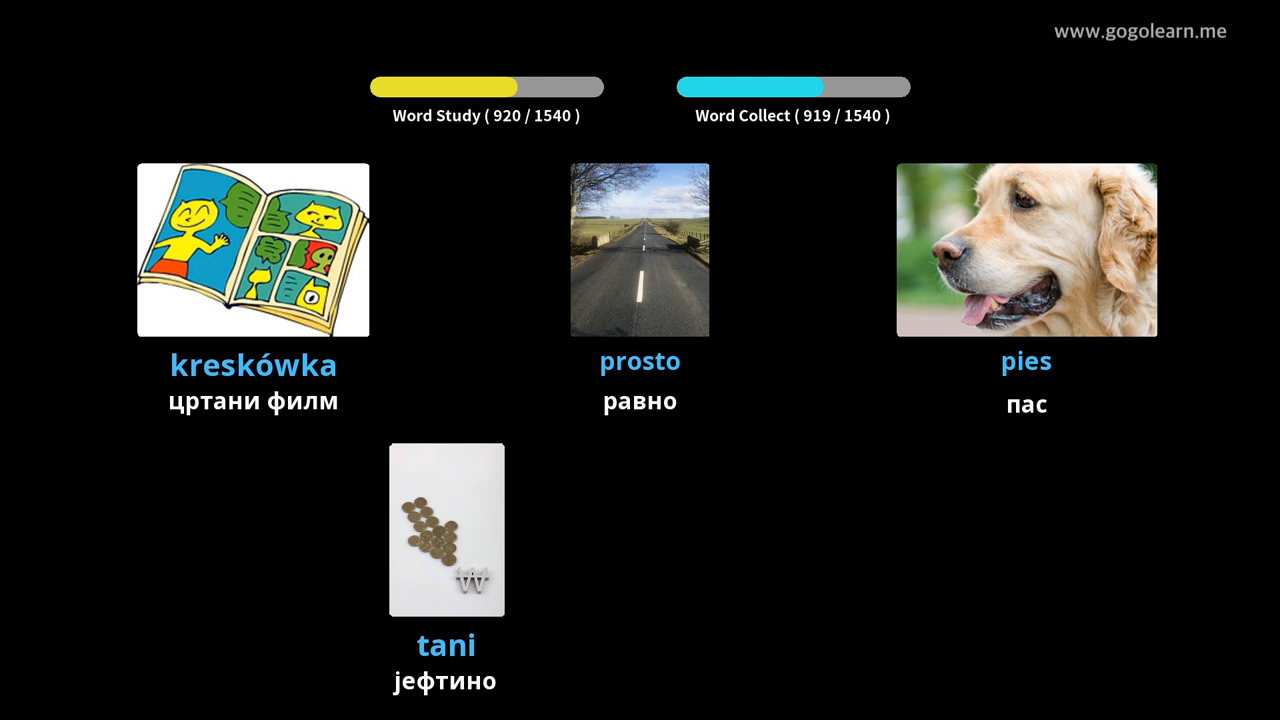 www.gogolearn.me
Word Study ( 920 / 1540 )
Word Collect ( 919 / 1540 )
kreskówka
цртани филм
prosto
равно
pies
пас
₩
tani
јефтино